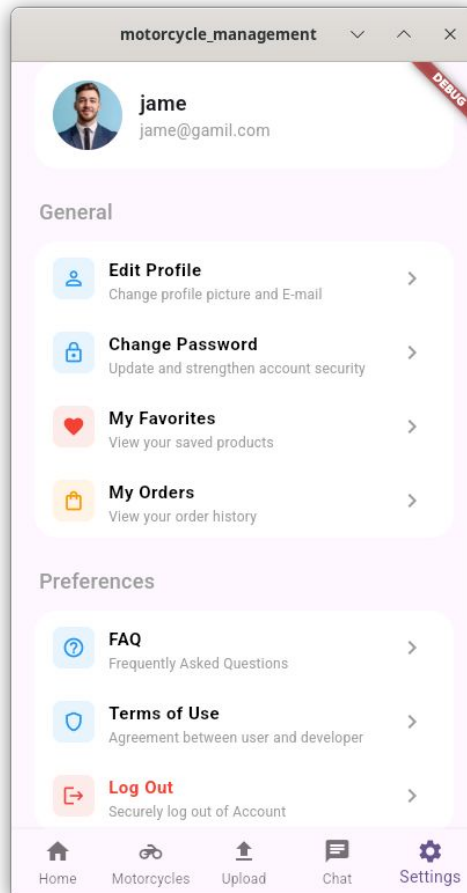 motorcycle_management
DEBUG
jame
jame@gamil.com
General
Edit Profile
Change profile picture and E-mail
Change Password
Update and strengthen account security
My Favorites
View your saved products
My Orders
View your order history
Preferences
FAQ
Frequently Asked Questions
Terms of Use
Agreement between user and developer
Log Out
Securely log out of Account
Home Motorcycles Upload Chat Settings